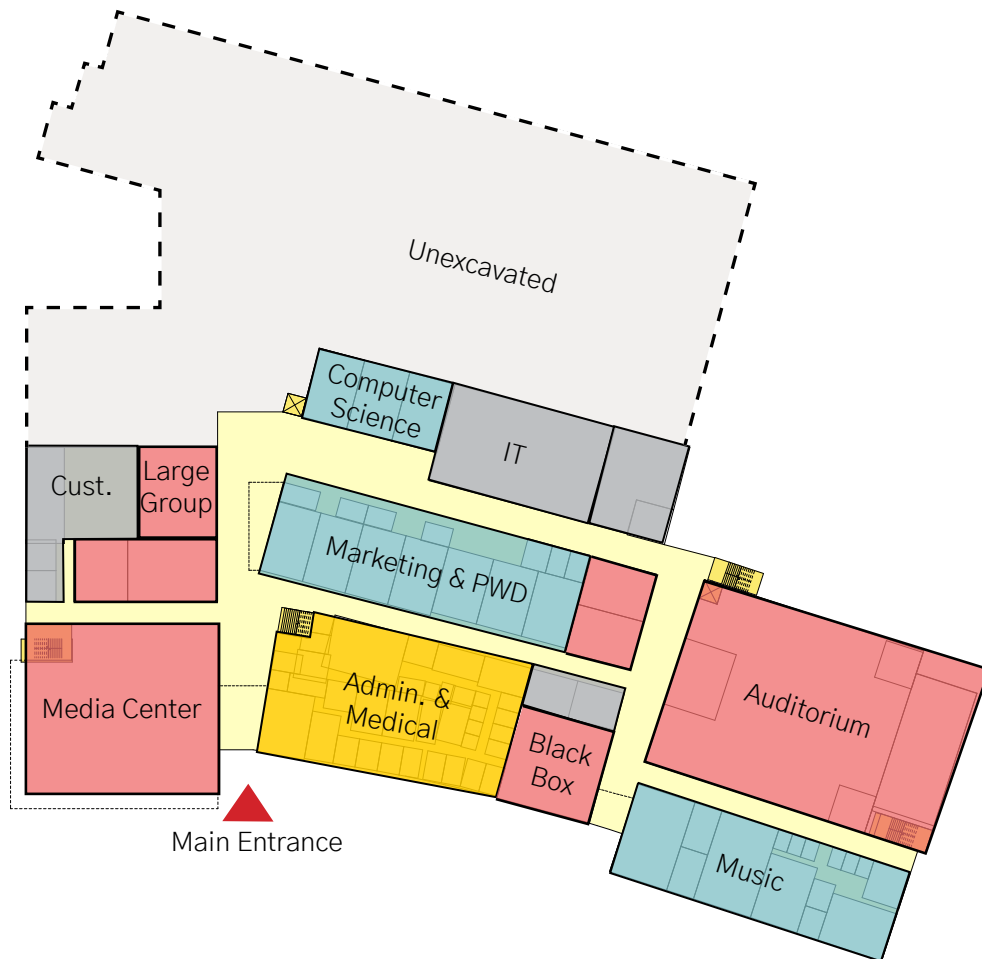 Unexcavated
Computer
Science
IT
Cust.
Large
Group
Marketing & PWD
Media Center
Admin. &
Medical
Auditorium
Black
Box
Main Entrance
Music